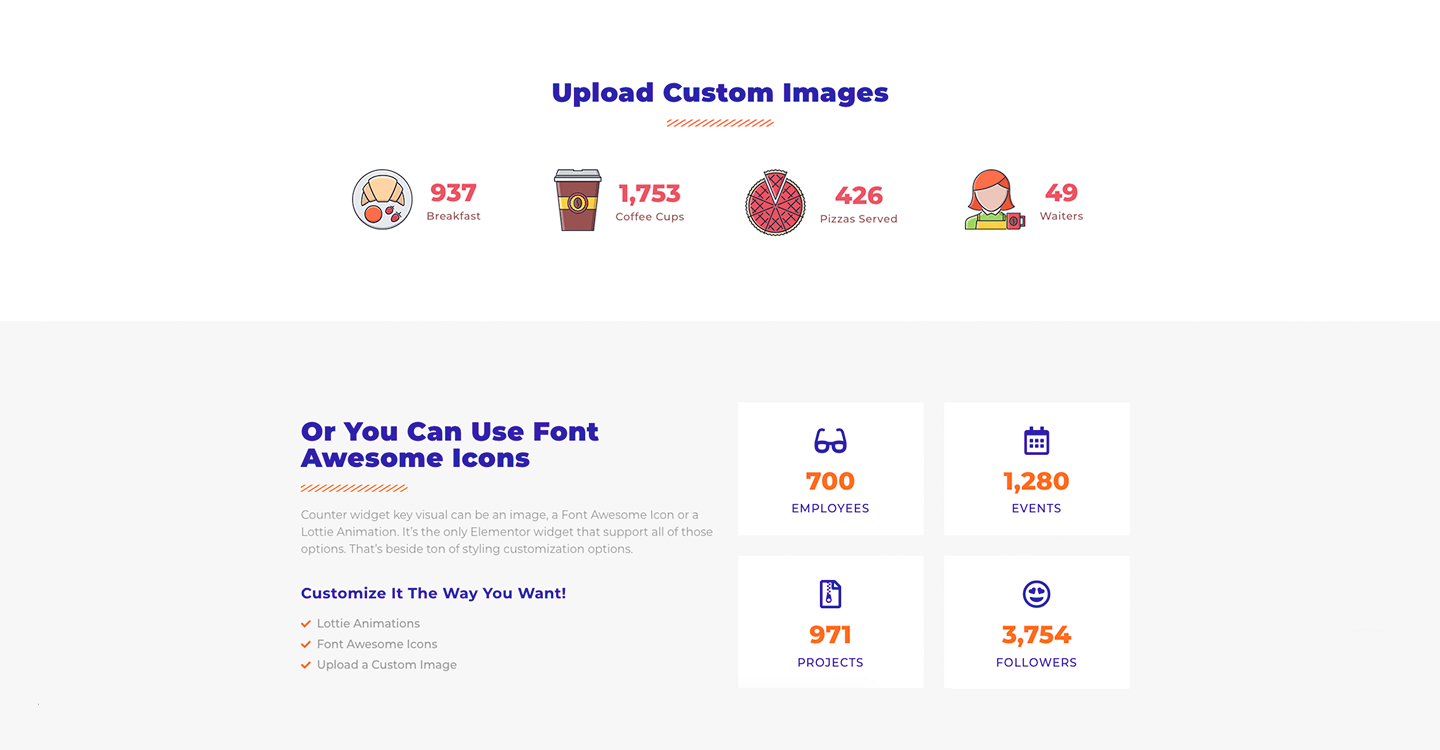 Upload Custom Images
937
Breakfast
1,753
Coffee Cups
426
Pizzas Served
49
Waiters
Or You Can Use Font
Awesome Icons
Counter widget key visual can be an image, a Font Awesome Icon or a
Lottie Animation. It’s the only Elementor widget that support all of those
options. That’s beside ton of styling customization options.
Customize It The Way You Want!
Lottie Animations
Font Awesome Icons
Upload a Custom Image
700
EMPLOYEES
1,280
EVENTS
971
PROJECTS
3,754
FOLLOWERS